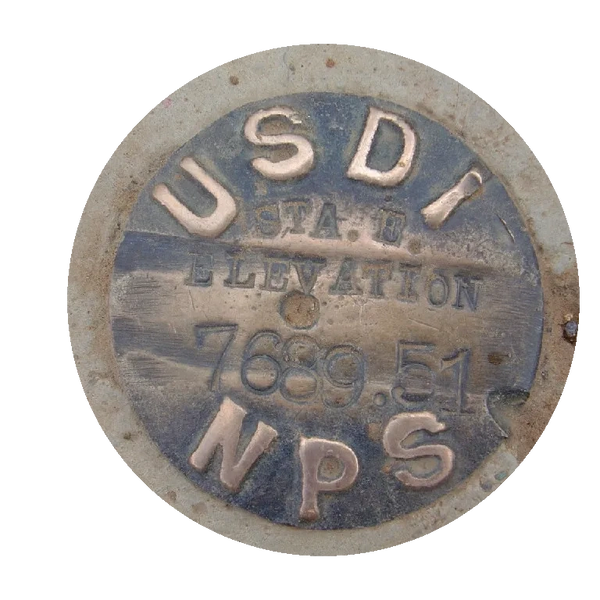 USDI
STA. E.
ELEVATION
7689.51
NPS